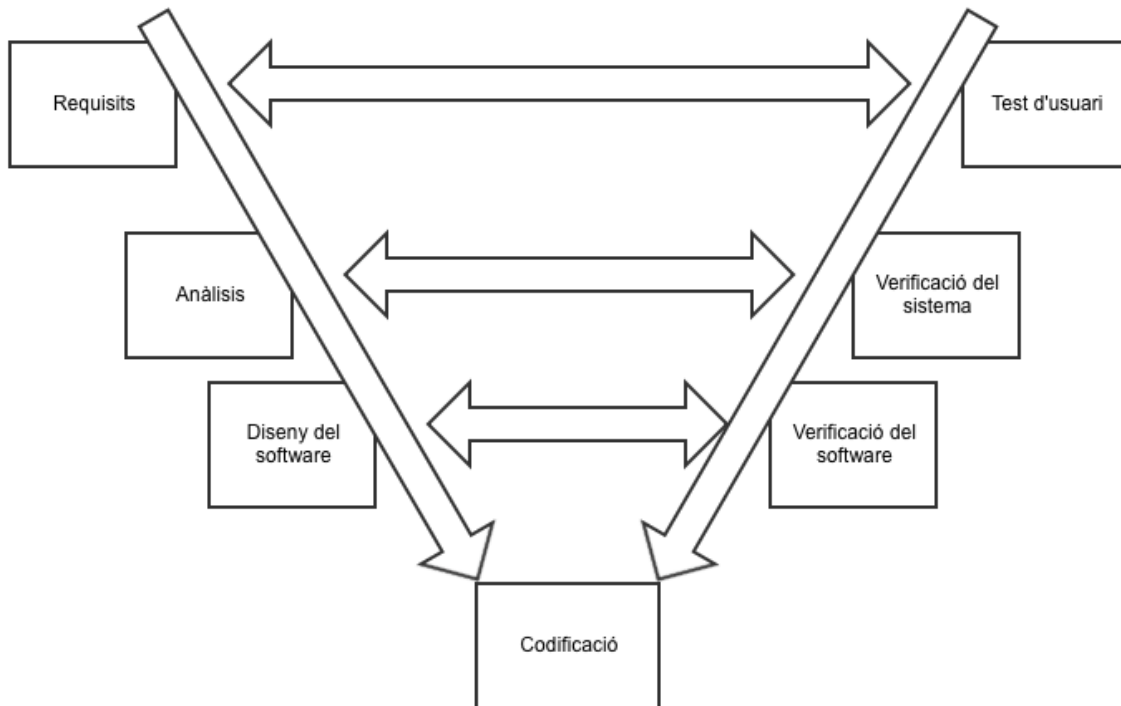 Requisits
Test d'usuari
Anàlisis
Verificació del
sistema
Diseny del
software
Verificació del
software
Codificació